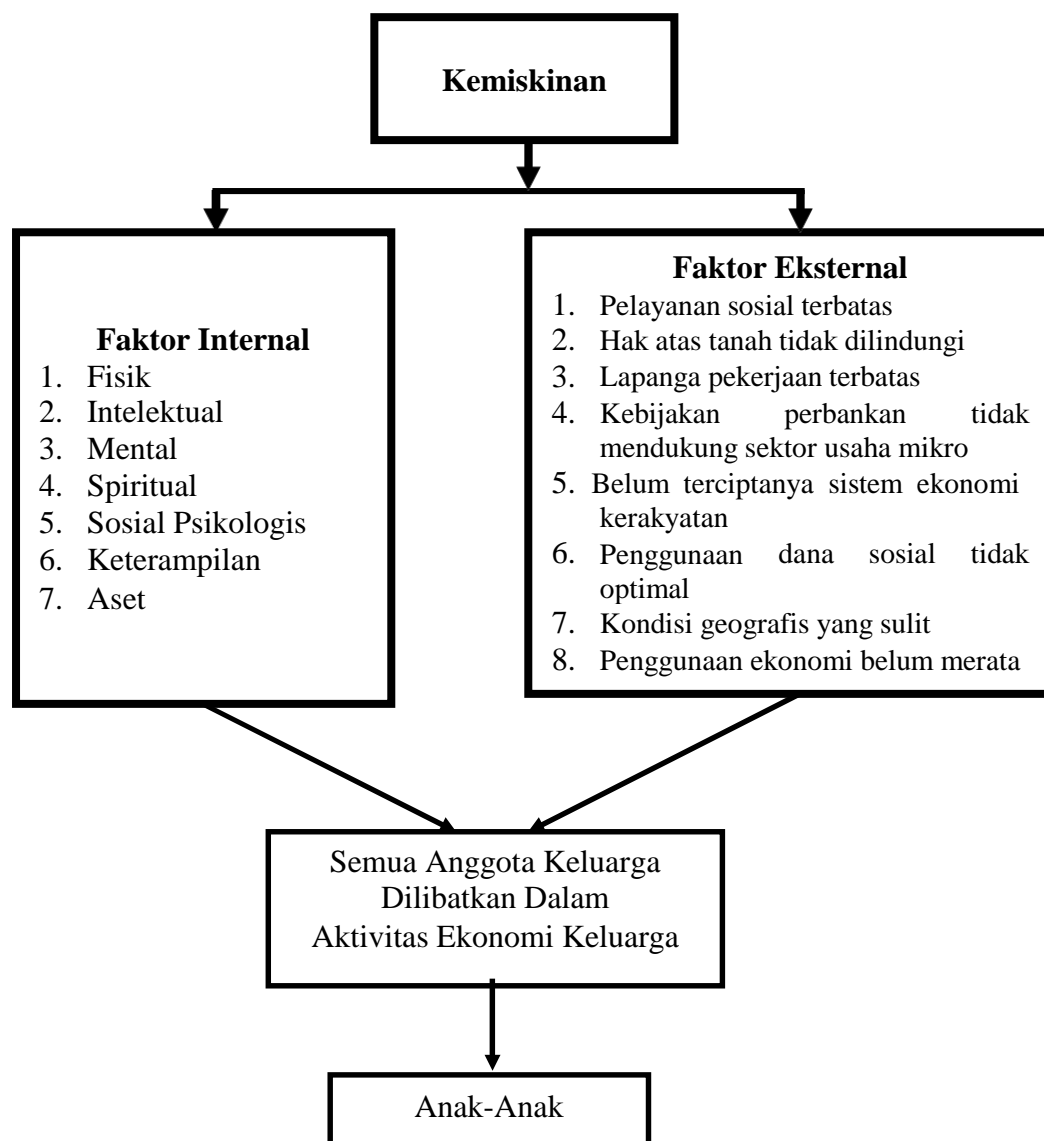 Kemiskinan
Faktor Internal
1. Fisik
2. Intelektual
3. Mental
4. Spiritual
5. Sosial Psikologis
6. Keterampilan
7. Aset
Faktor Eksternal
1. Pelayanan sosial terbatas
2. Hak atas tanah tidak dilindungi
3. Lapanga pekerjaan terbatas
4. Kebijakan perbankan tidak
mendukung sektor usaha mikro
5. Belum terciptanya sistem ekonomi
kerakyatan
6. Penggunaan dana sosial tidak
optimal
7. Kondisi geografis yang sulit
8. Penggunaan ekonomi belum merata
Semua Anggota Keluarga
Dilibatkan Dalam
Aktivitas Ekonomi Keluarga
Anak-Anak